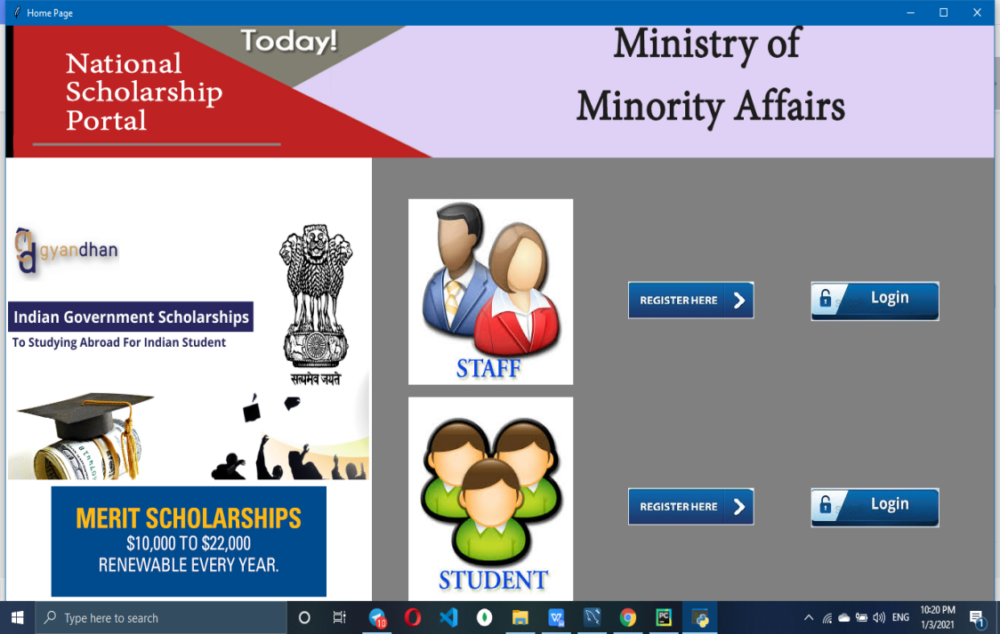 Home Page
Today!
National
Scholarship
Portal
Ministry of
Minority Affairs
gyandhan
Indian Government Scholarships
To Studying Abroad For Indian Student
सत्यमेव जयते
MERIT SCHOLARSHIPS
$10,000 TO $22,000
RENEWABLE EVERY YEAR.
STAFF
REGISTER HERE
Login
STUDENT
REGISTER HERE
Login
Type here to search
10
PC
ENG
10:20 PM
1/3/2021
1